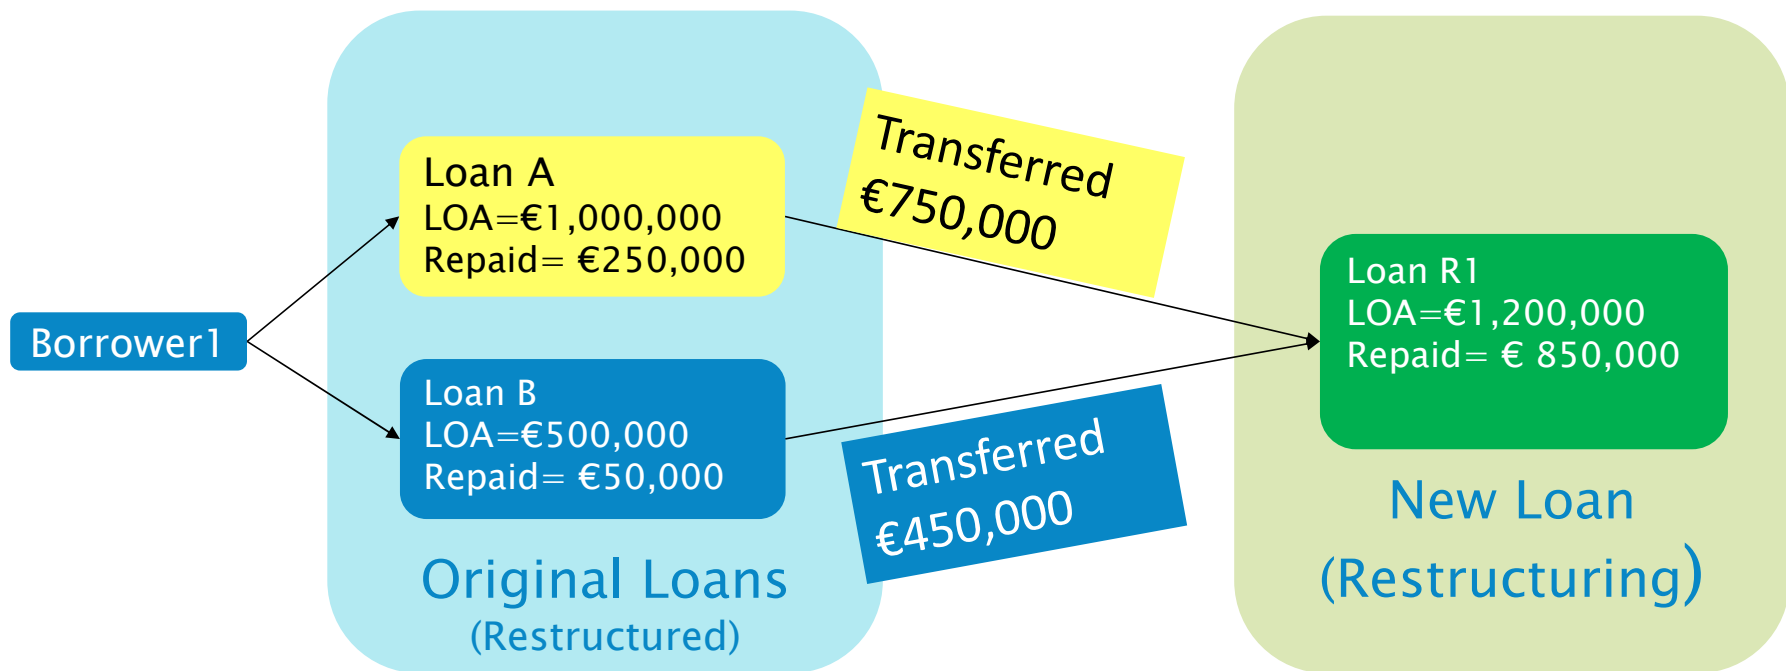 Borrower1
Loan A
LOA=€1,000,000
Repaid= €250,000
Loan B
LOA=€500,000
Repaid= €50,000
Original Loans
(Restructured)
Transferred
€750,000
Transferred
€450,000
Loan R1
LOA=€1,200,000
Repaid= € 850,000
New Loan
(Restructuring)